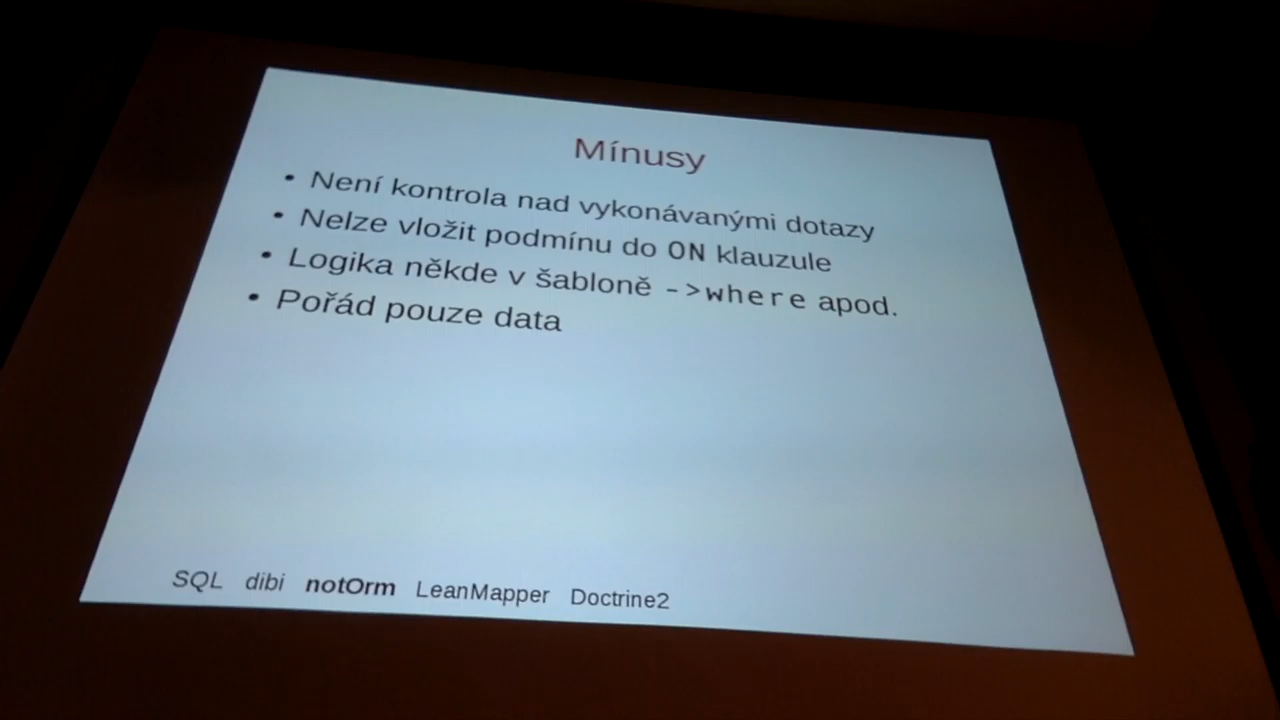 Mínusy
• Není kontrola nad vykonávanými dotazy
• Nelze vložit podmínu do ON klauzule
• Logika někde v šabloně ->where apod.
• Pořád pouze data
SQL dibi notOrm LeanMapper Doctrine2